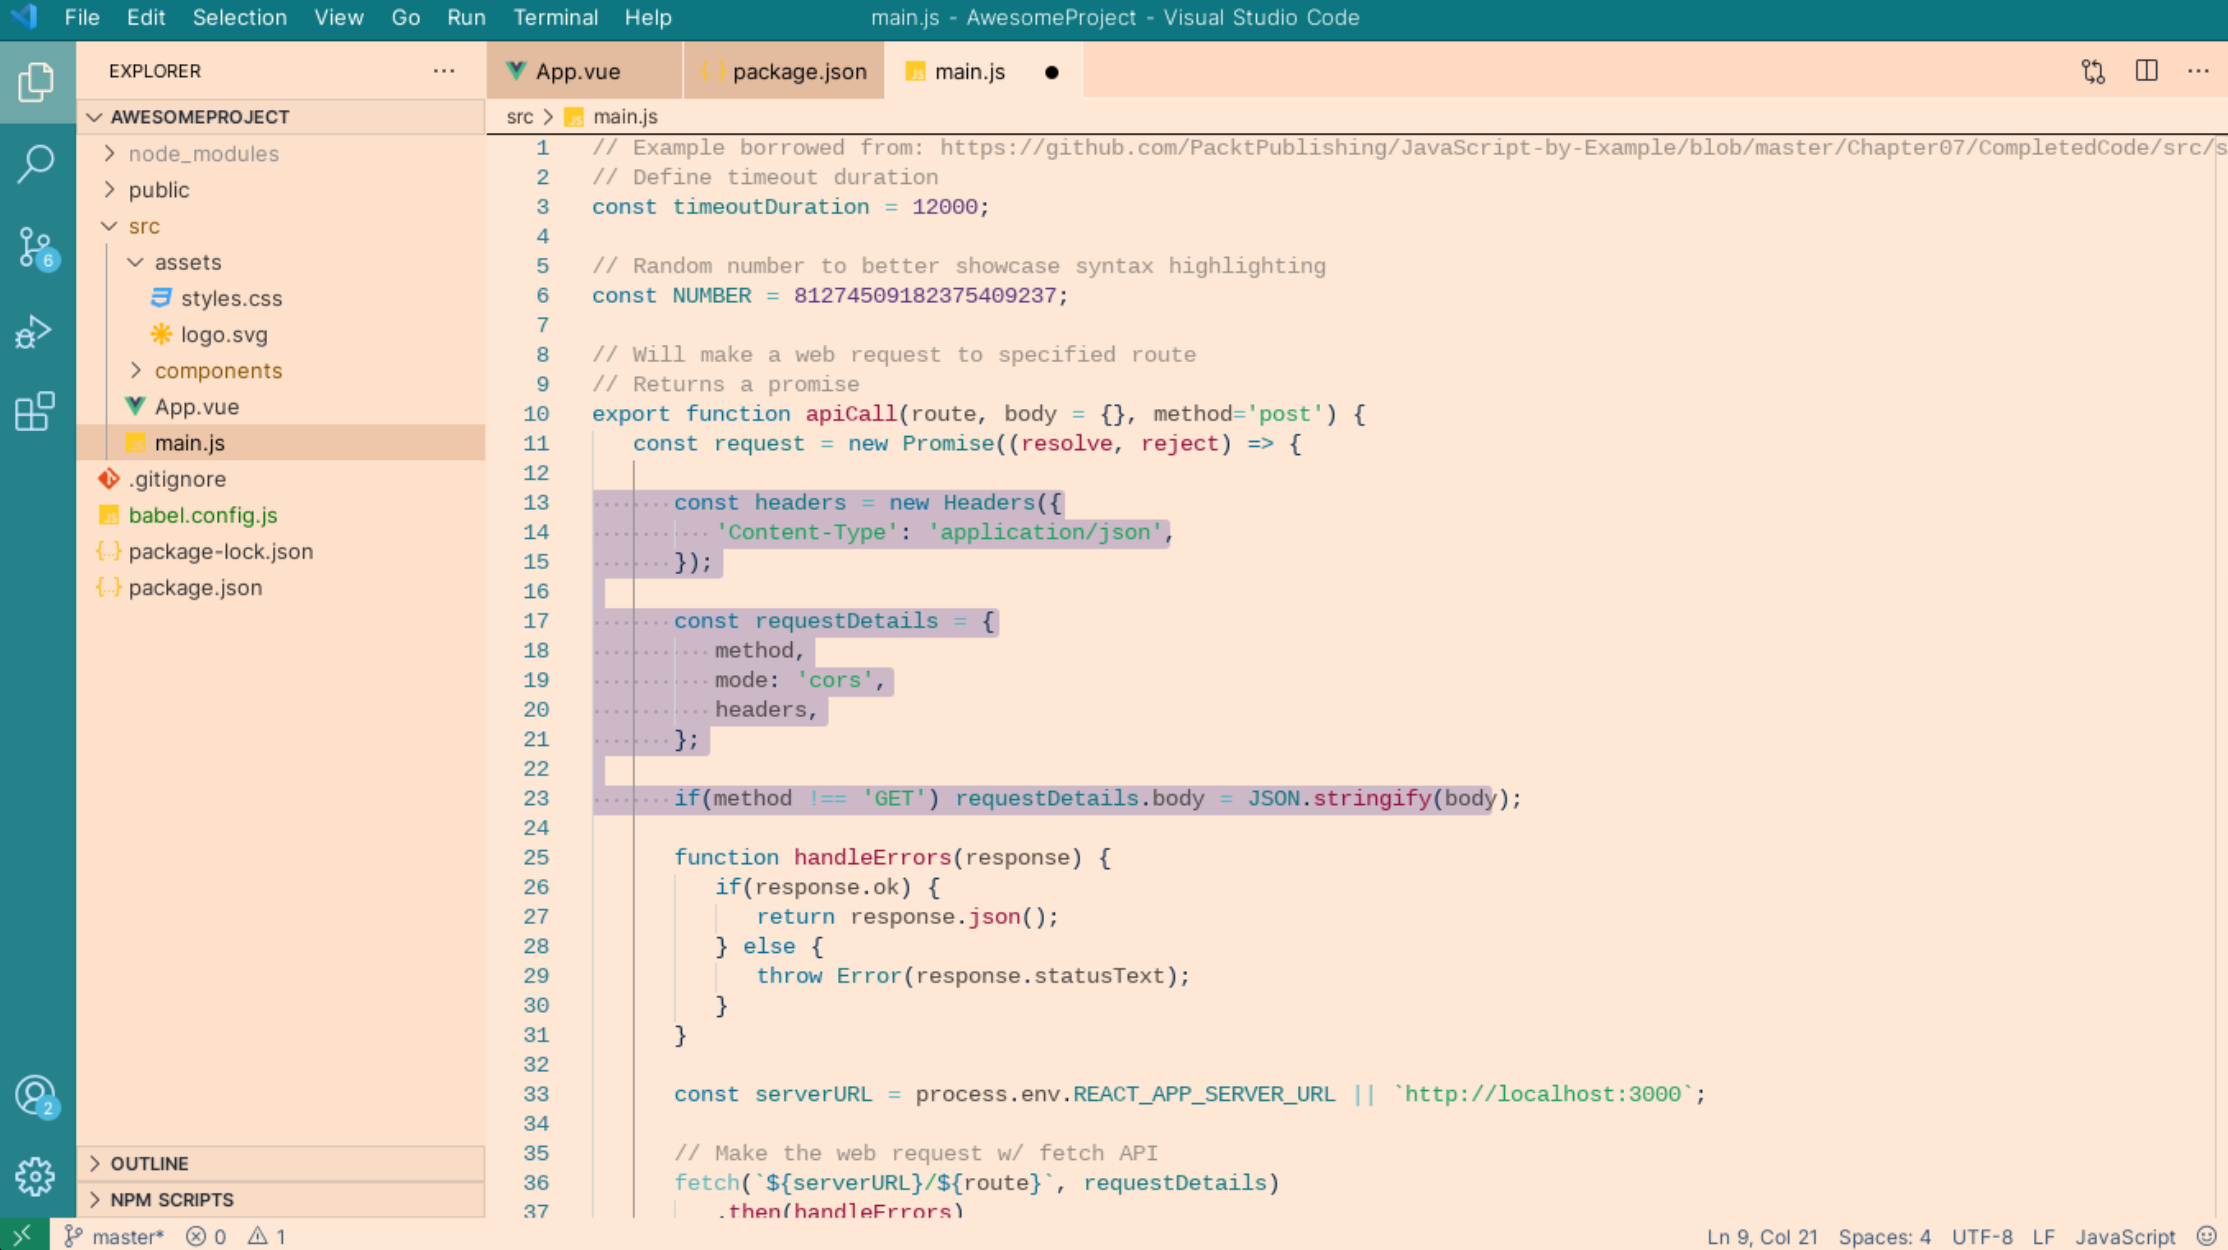 File Edit Selection View Go Run Terminal Help
main.js - AwesomeProject - Visual Studio Code
EXPLORER
AWESOMEPROJECT
node_modules
public
src
assets
styles.css
logo.svg
components
App.vue
main.js
.gitignore
babel.config.js
package-lock.json
package.json
OUTLINE
NPM SCRIPTS
6
2
App.vue
package.json
main.js
src > main.js
1 // Example borrowed from: https://github.com/PacktPublishing/JavaScript-by-Example/blob/master/Chapter07/CompletedCode/src/s
2 // Define timeout duration
3 const timeoutDuration = 12000;
4
5 // Random number to better showcase syntax highlighting
6 const NUMBER = 81274509182375409237;
7
8 // Will make a web request to specified route
9 // Returns a promise
10 export function apiCall(route, body = {}, method='post') {
11 const request = new Promise((resolve, reject) => {
12
13 const headers = new Headers({
14 'Content-Type': 'application/json',
15 });
16
17 const requestDetails = {
18 method,
19 mode: 'cors',
20 headers,
21 };
22
23 if(method !== 'GET') requestDetails.body = JSON.stringify(body);
24
25 function handleErrors(response) {
26 if(response.ok) {
27 return response.json();
28 } else {
29 throw Error(response.statusText);
30 }
31 }
32
33 const serverURL = process.env.REACT_APP_SERVER_URL || `http://localhost:3000`;
34
35 // Make the web request w/ fetch API
36 fetch(`${serverURL}/${route}`, requestDetails)
37 .then(handleErrors)
master* 0 1
Ln 9, Col 21 Spaces: 4 UTF-8 LF JavaScript